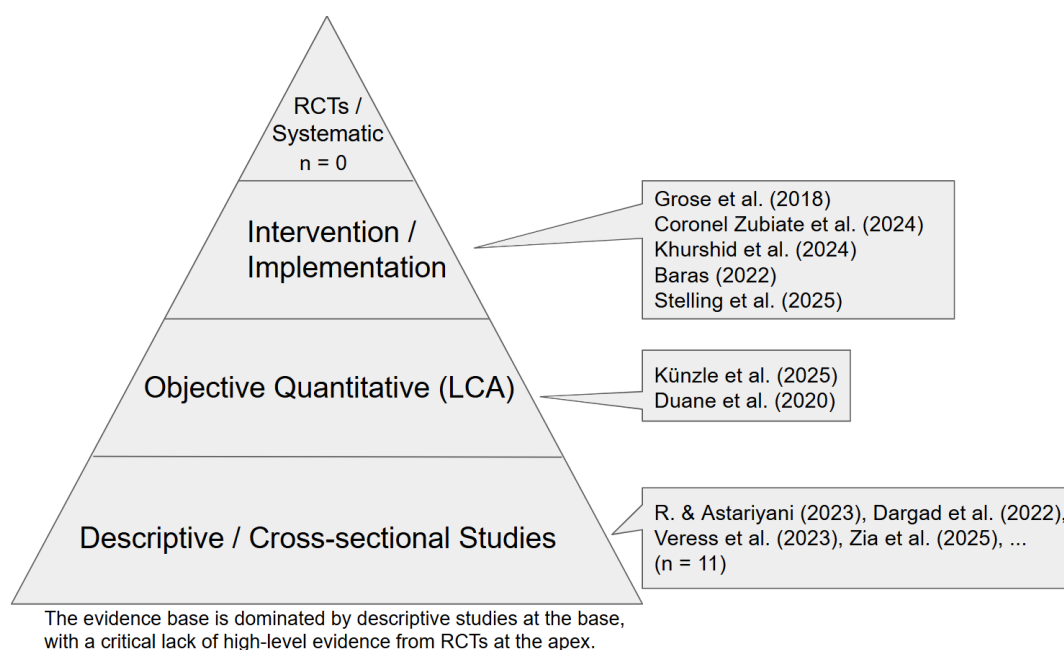 RCTs /
Systematic
n = 0
Intervention /
Implementation
Grose et al. (2018)
Coronel Zubiate et al. (2024)
Khurshid et al. (2024)
Baras (2022)
Stelling et al. (2025)
Objective Quantitative (LCA)
Künzle et al. (2025)
Duane et al. (2020)
Descriptive / Cross-sectional Studies
R. & Astariyani (2023), Dargad et al. (2022),
Veress et al. (2023), Zia et al. (2025), ...
(n = 11)
The evidence base is dominated by descriptive studies at the base,
with a critical lack of high-level evidence from RCTs at the apex.